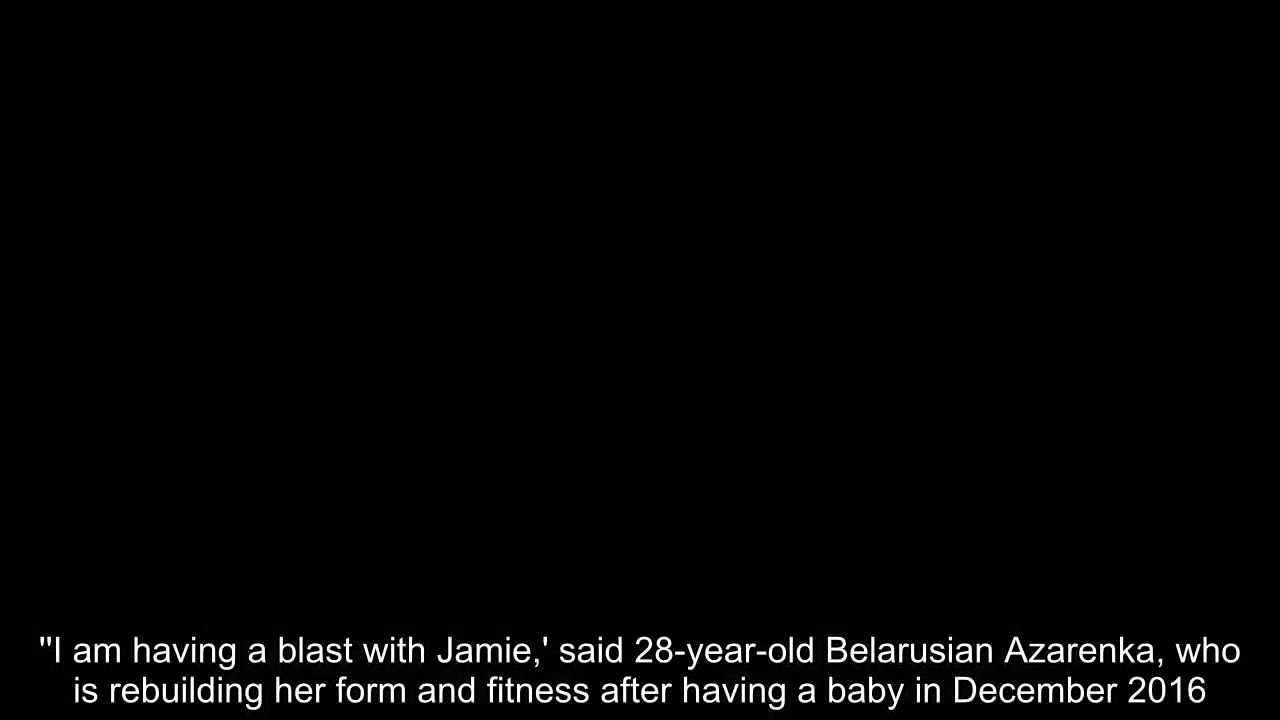 "I am having a blast with Jamie,' said 28-year-old Belarusian Azarenka, who
is rebuilding her form and fitness after having a baby in December 2016